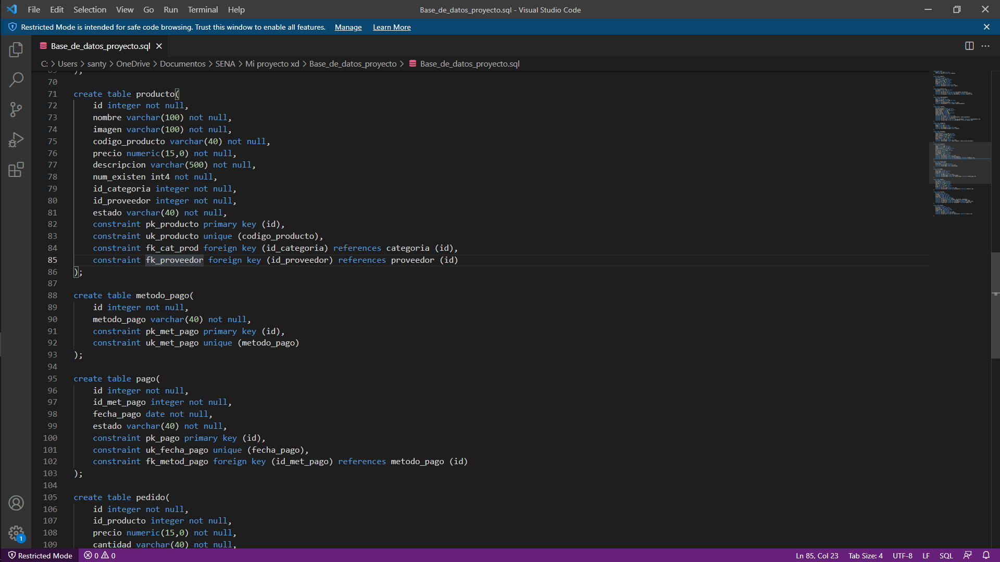 File Edit Selection View Go Run Terminal Help
Base_de_datos_proyecto.sql - Visual Studio Code
Restricted Mode is intended for safe code browsing. Trust this window to enable all features. Manage Learn More
Base_de_datos_proyecto.sql
C: > Users > santy > OneDrive > Documentos > SENA > Mi proyecto xd > Base_de_datos_proyecto > Base_de_datos_proyecto.sql
69 );
70
71 create table producto(
72 id integer not null,
73 nombre varchar(100) not null,
74 imagen varchar(100) not null,
75 codigo_producto varchar(40) not null,
76 precio numeric(15,0) not null,
77 descripcion varchar(500) not null,
78 num_existen int4 not null,
79 id_categoria integer not null,
80 id_proveedor integer not null,
81 estado varchar(40) not null,
82 constraint pk_producto primary key (id),
83 constraint uk_producto unique (codigo_producto),
84 constraint fk_cat_prod foreign key (id_categoria) references categoria (id),
85 constraint fk_proveedor foreign key (id_proveedor) references proveedor (id)
86 );
87
88 create table metodo_pago(
89 id integer not null,
90 metodo_pago varchar(40) not null,
91 constraint pk_met_pago primary key (id),
92 constraint uk_met_pago unique (metodo_pago)
93 );
94
95 create table pago(
96 id integer not null,
97 id_met_pago integer not null,
98 fecha_pago date not null,
99 estado varchar(40) not null,
100 constraint pk_pago primary key (id),
101 constraint uk_fecha_pago unique (fecha_pago),
102 constraint fk_metod_pago foreign key (id_met_pago) references metodo_pago (id)
103 );
104
105 create table pedido(
106 id integer not null,
107 id_producto integer not null,
108 precio numeric(15,0) not null,
109 cantidad varchar(40) not null,
1
Restricted Mode 0 0
Ln 85, Col 23 Tab Size: 4 UTF-8 LF SQL